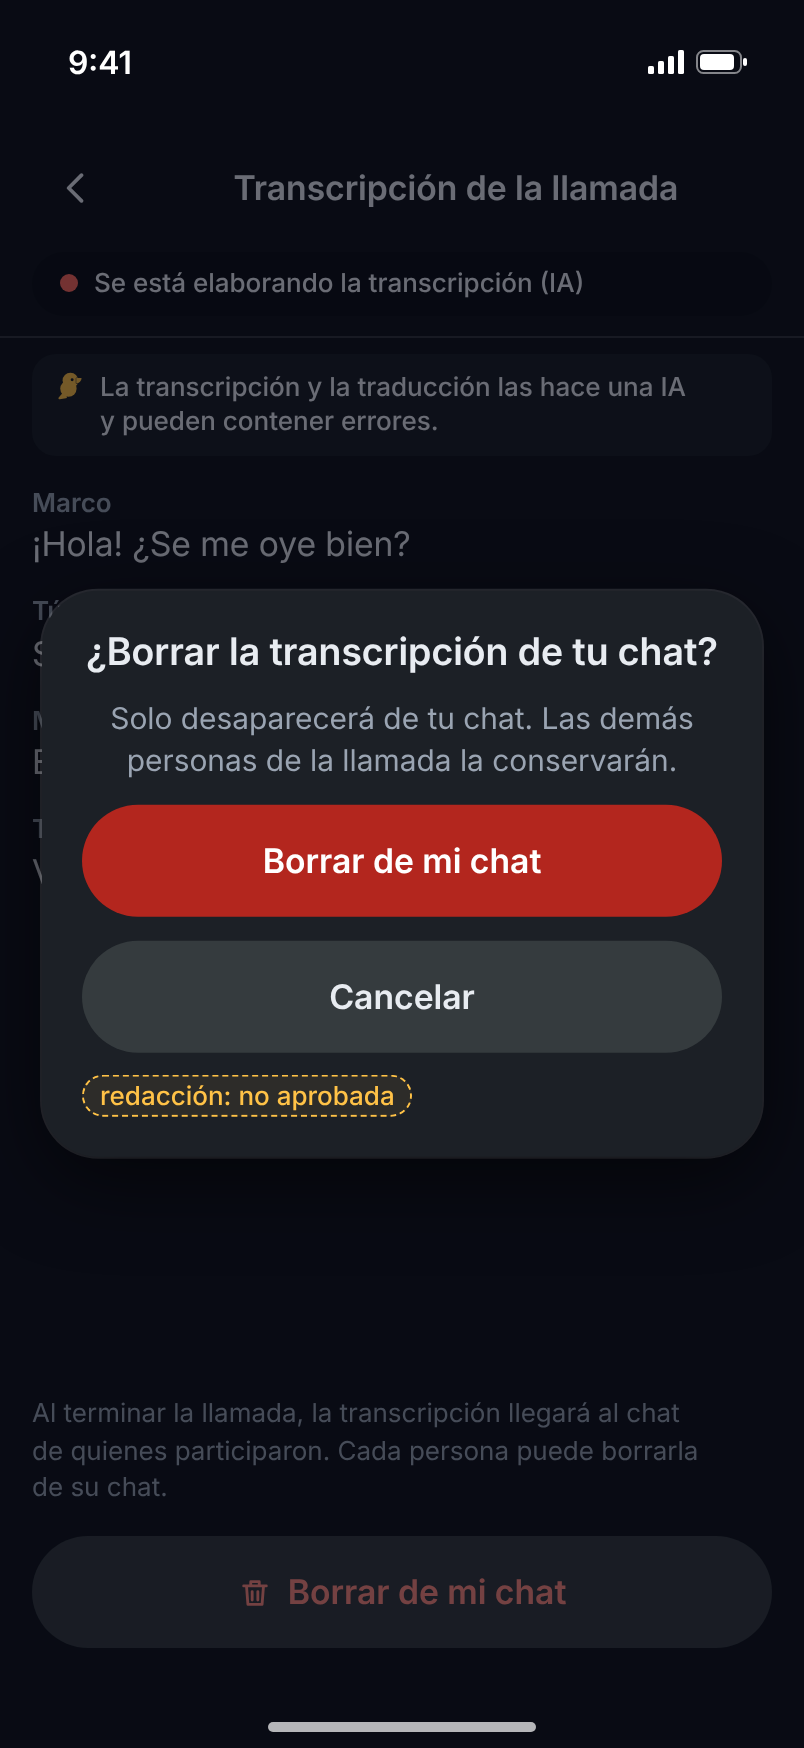 9:41
Transcripción de la llamada
Se está elaborando la transcripción (IA)
La transcripción y la traducción las hace una IA
y pueden contener errores.
Marco
¡Hola! ¿Se me oye bien?
¿Borrar la transcripción de tu chat?
Solo desaparecerá de tu chat. Las demás
personas de la llamada la conservarán.
Borrar de mi chat
Cancelar
redacción: no aprobada
Al terminar la llamada, la transcripción llegará al chat
de quienes participaron. Cada persona puede borrarla
de su chat.
Borrar de mi chat